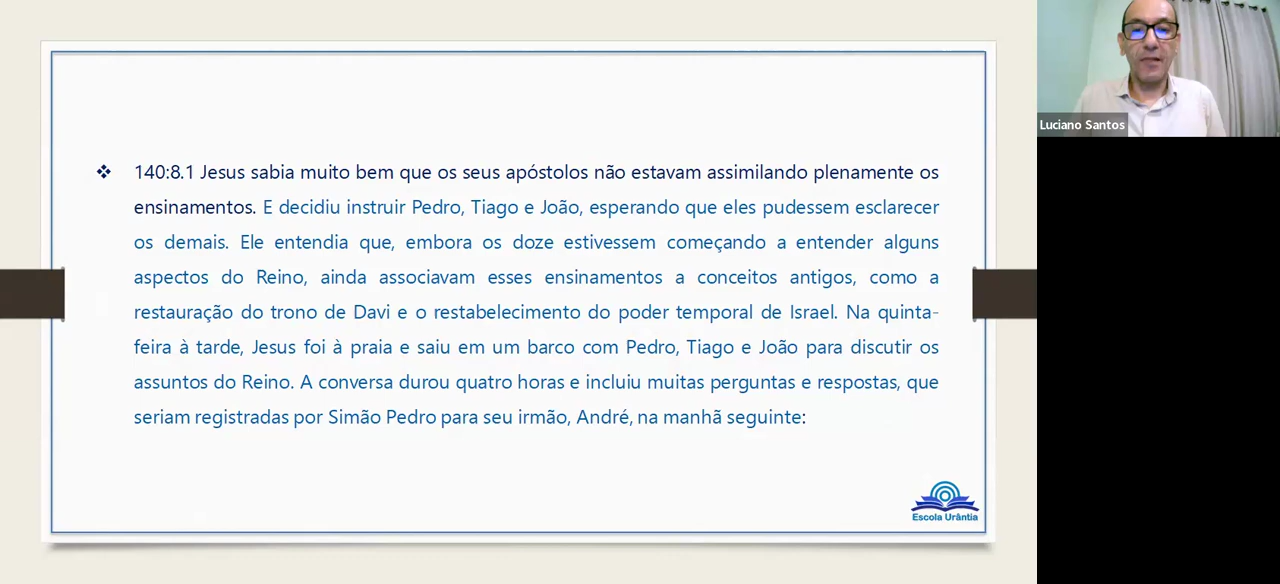 ❖ 140:8.1 Jesus sabia muito bem que os seus apóstolos não estavam assimilando plenamente os
ensinamentos. E decidiu instruir Pedro, Tiago e João, esperando que eles pudessem esclarecer
os demais. Ele entendia que, embora os doze estivessem começando a entender alguns
aspectos do Reino, ainda associavam esses ensinamentos a conceitos antigos, como a
restauração do trono de Davi e o restabelecimento do poder temporal de Israel. Na quinta-
feira à tarde, Jesus foi à praia e saiu em um barco com Pedro, Tiago e João para discutir os
assuntos do Reino. A conversa durou quatro horas e incluiu muitas perguntas e respostas, que
seriam registradas por Simão Pedro para seu irmão, André, na manhã seguinte:
Escola Urântia
Luciano Santos